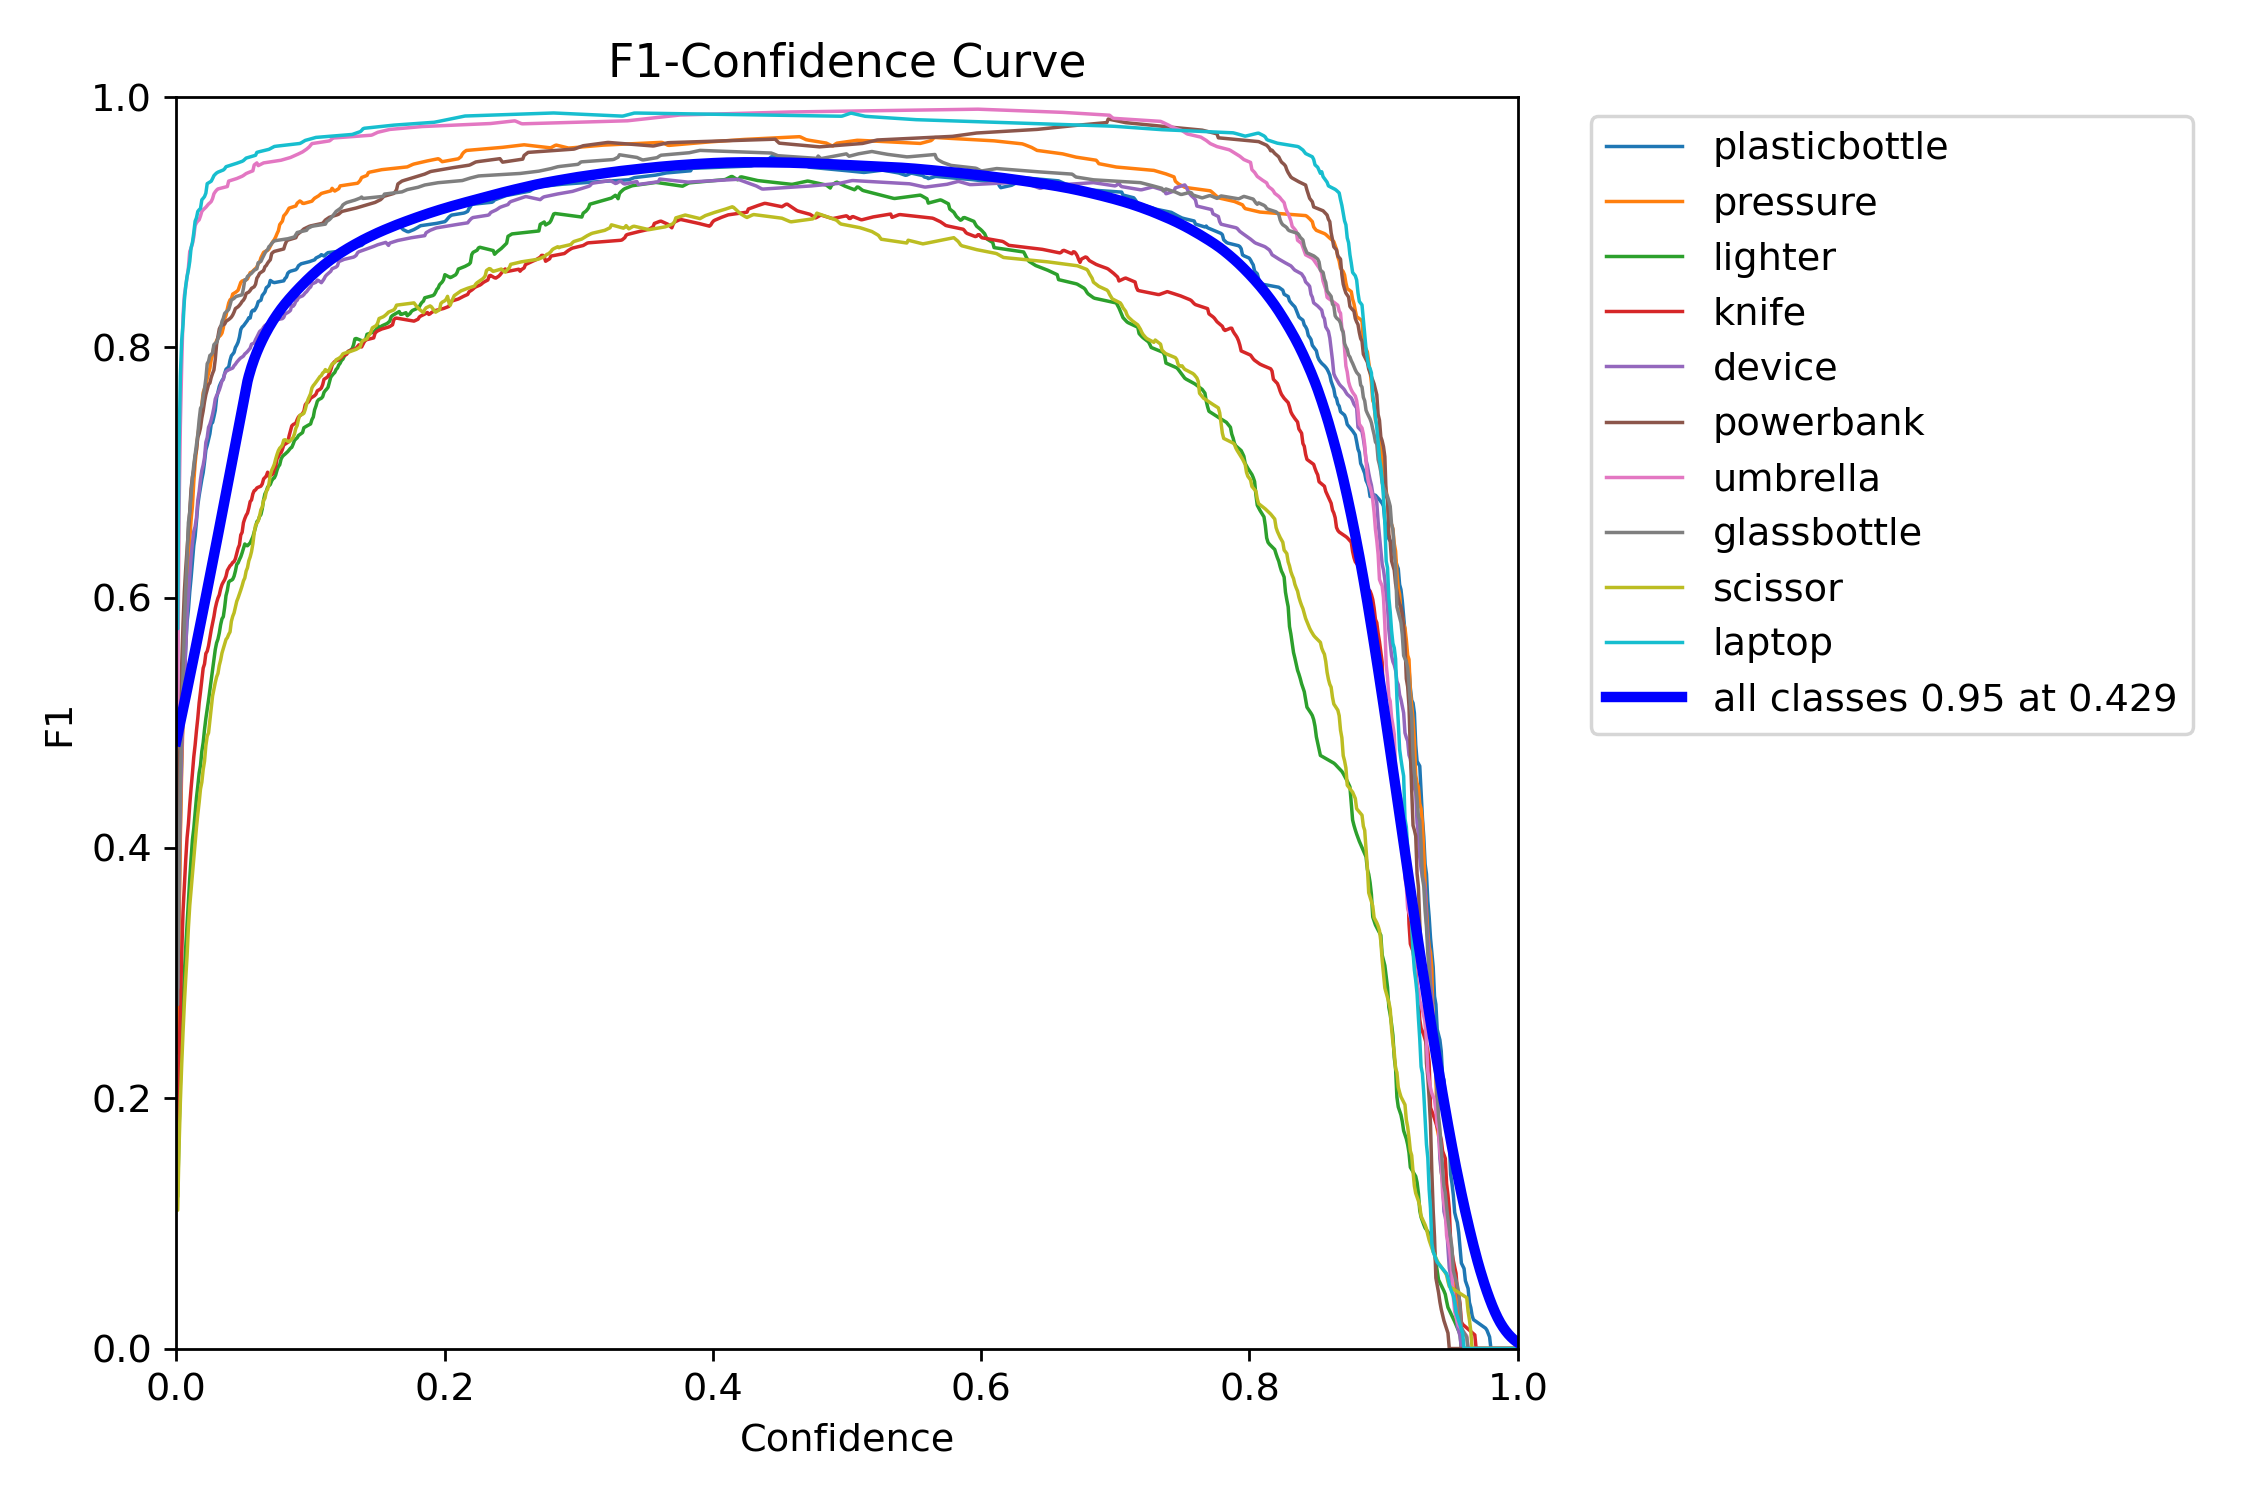 F1-Confidence Curve
1.0
0.8
0.6
0.4
0.2
0.0
F1
0.0 0.2 0.4 0.6 0.8 1.0
Confidence
plasticbottle
pressure
lighter
knife
device
powerbank
umbrella
glassbottle
scissor
laptop
all classes 0.95 at 0.429